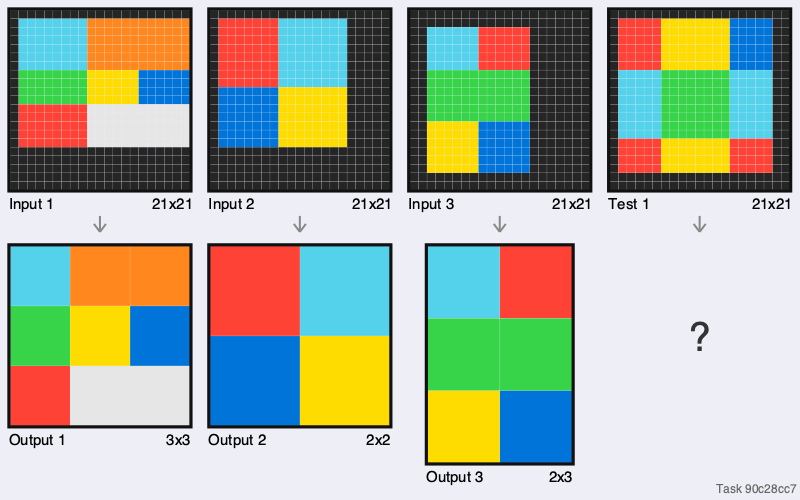 Input 1 21x21
Input 2 21x21
Input 3 21x21
Test 1 21x21
Output 1 3x3
Output 2 2x2
Output 3 2x3
?
Task 90c28cc7